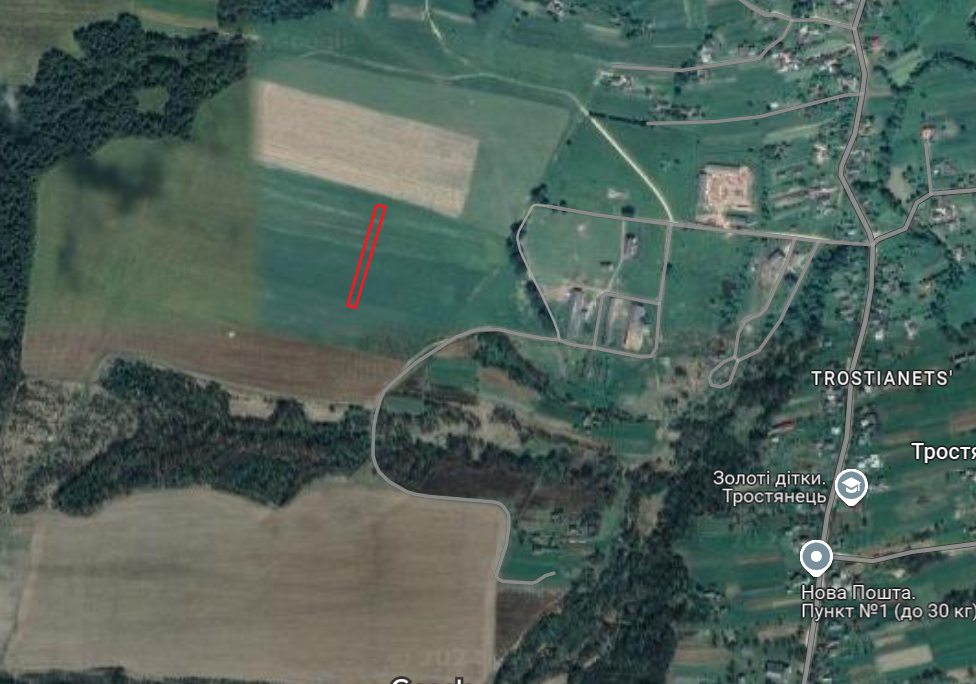 TROSTIANETS'
Тростя
Золоті дітки.
Тростянець
Нова Пошта.
Пункт №1 (до 30 кг)